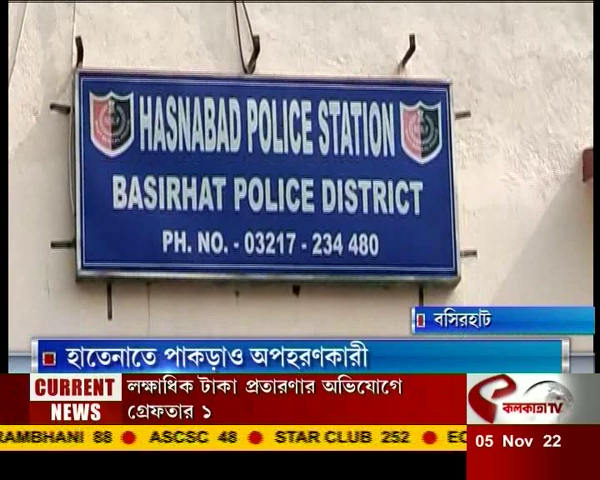 HASNABAD POLICE STATION
BASIRHAT POLICE DISTRICT
PH. NO. - 03217 - 234 480
বসিরহাট
হাতেনাতে পাকড়াও অপহরণকারী
CURRENT NEWS
লক্ষাধিক টাকা প্রতারণার অভিযোগে
গ্রেফতার ১
কলকাতা TV
RAMBHANI 88 ASCSC 48 STAR CLUB 252
05 Nov 22